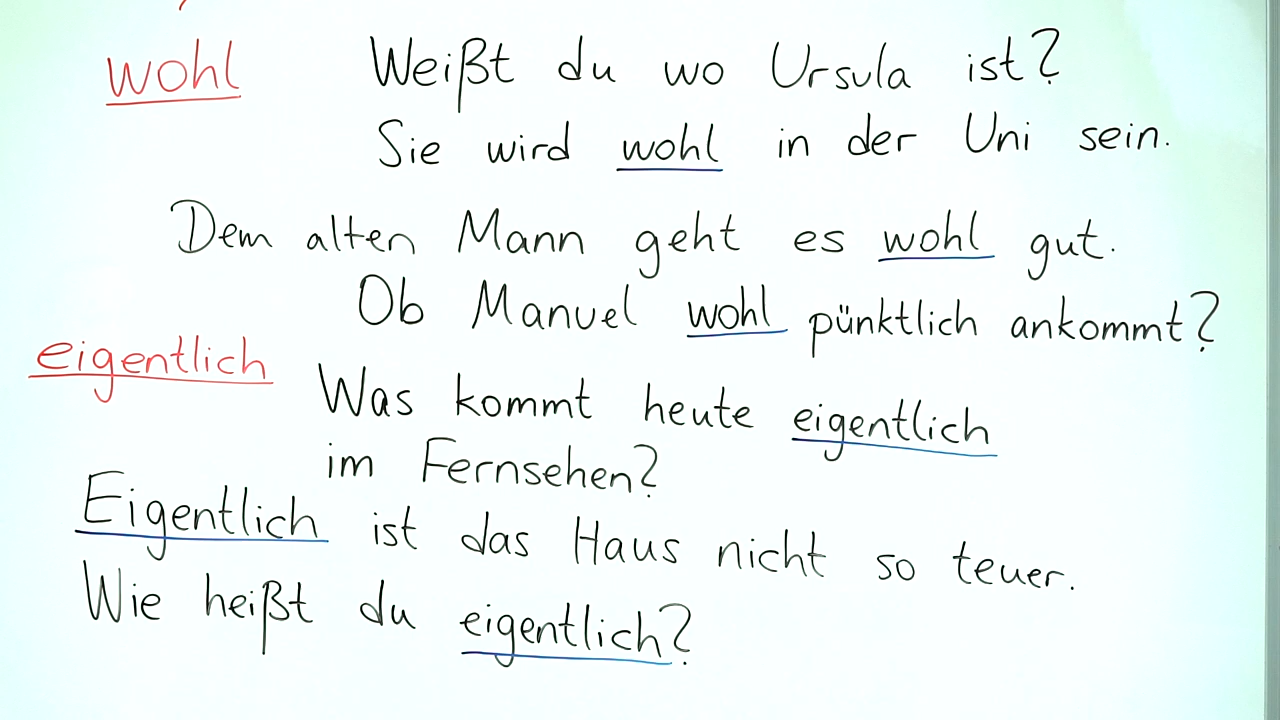 wohl Weißt du wo Ursula ist?
Sie wird wohl in der Uni sein.
Dem alten Mann geht es wohl gut.
Ob Manuel wohl pünktlich ankommt?
eigentlich
Was kommt heute eigentlich
im Fernsehen?
Eigentlich ist das Haus nicht so teuer.
Wie heißt du eigentlich?